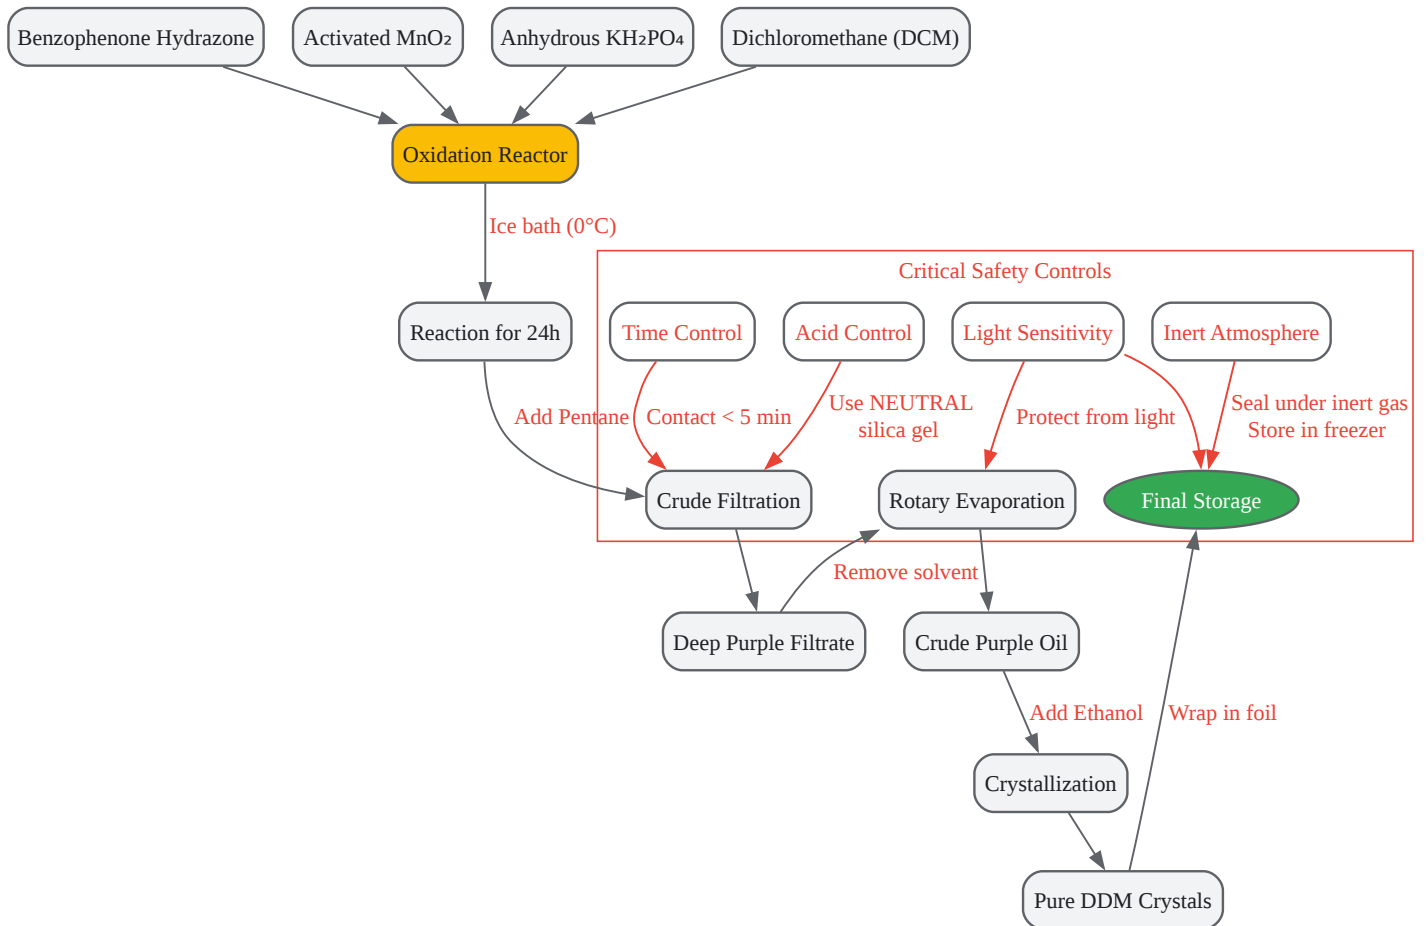 Benzophenone Hydrazone
Activated MnO₂
Anhydrous KH₂PO₄
Dichloromethane (DCM)
Oxidation Reactor
Ice bath (0°C)
Critical Safety Controls
Reaction for 24h
Time Control
Acid Control
Light Sensitivity
Inert Atmosphere
Add Pentane
Contact < 5 min
Use NEUTRAL
silica gel
Protect from light
Seal under inert gas
Store in freezer
Crude Filtration
Rotary Evaporation
Final Storage
Remove solvent
Deep Purple Filtrate
Crude Purple Oil
Add Ethanol
Wrap in foil
Crystallization
Pure DDM Crystals